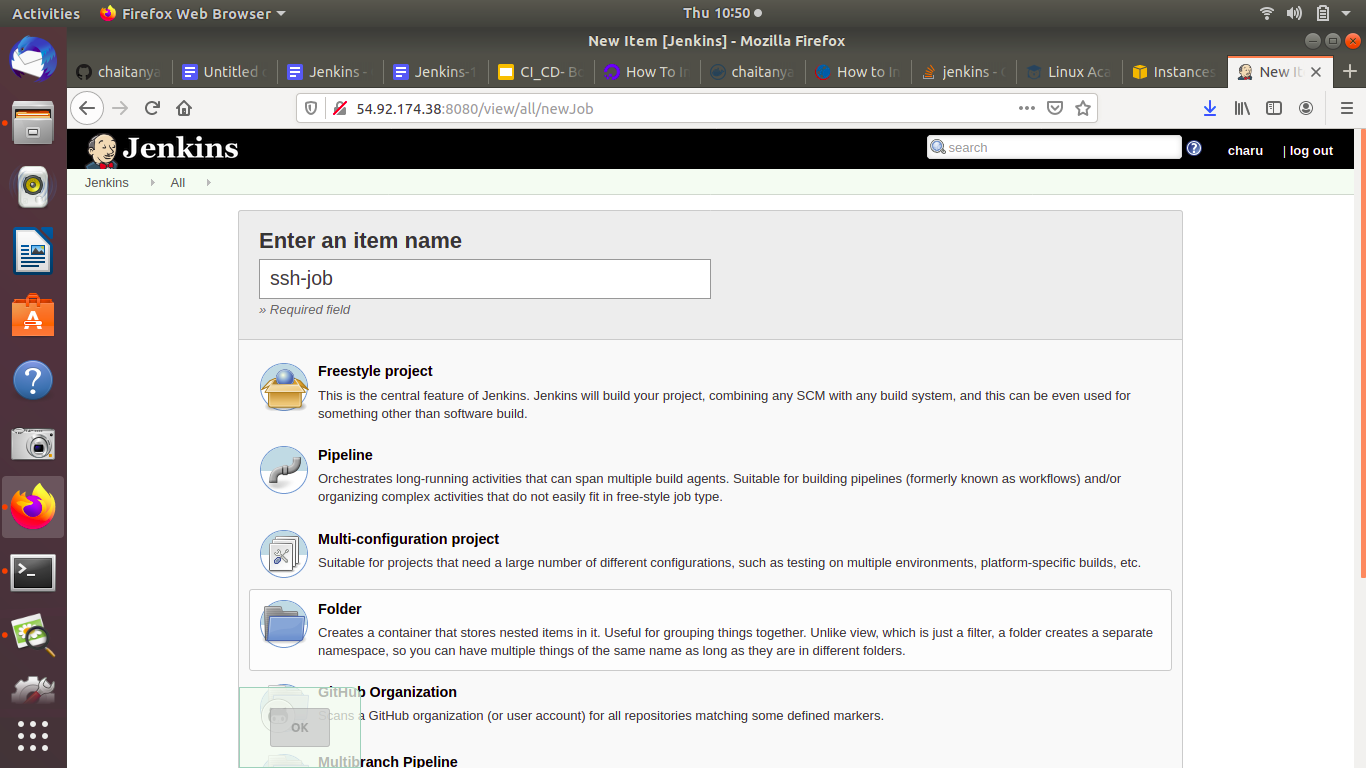 Activities Firefox Web Browser Thu 10:50
New Item [Jenkins] - Mozilla Firefox
chaitanya Untitled Jenkins - Jenkins-1 CI_CD- Bo How To In chaitanya How to In jenkins - Linux Aca Instances New It
54.92.174.38:8080/view/all/newJob
Jenkins search charu | log out
Jenkins All
Enter an item name
ssh-job
» Required field
Freestyle project
This is the central feature of Jenkins. Jenkins will build your project, combining any SCM with any build system, and this can be even used for
something other than software build.
Pipeline
Orchestrates long-running activities that can span multiple build agents. Suitable for building pipelines (formerly known as workflows) and/or
organizing complex activities that do not easily fit in free-style job type.
Multi-configuration project
Suitable for projects that need a large number of different configurations, such as testing on multiple environments, platform-specific builds, etc.
Folder
Creates a container that stores nested items in it. Useful for grouping things together. Unlike view, which is just a filter, a folder creates a separate
namespace, so you can have multiple things of the same name as long as they are in different folders.
GitHub Organization
Scans a GitHub organization (or user account) for all repositories matching some defined markers.
OK
Multibranch Pipeline